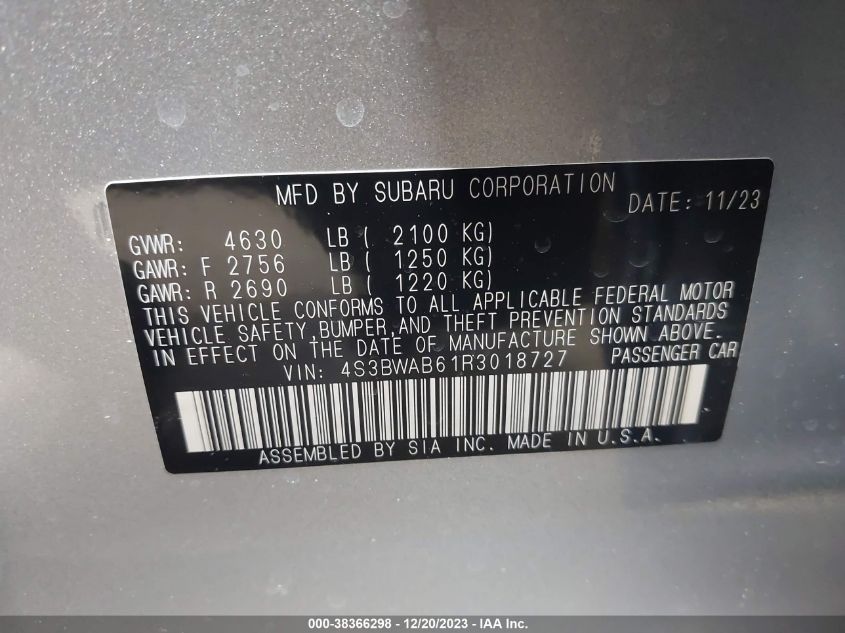 MFD BY SUBARU CORPORATION
DATE: 11/23
GVWR: 4630 LB ( 2100 KG)
GAWR: F 2756 LB ( 1250 KG)
GAWR: R 2690 LB ( 1220 KG)
THIS VEHICLE CONFORMS TO ALL APPLICABLE FEDERAL MOTOR
VEHICLE SAFETY, BUMPER, AND THEFT PREVENTION STANDARDS
IN EFFECT ON THE DATE OF MANUFACTURE SHOWN ABOVE.
VIN: 4S3BWAB61R3018727 PASSENGER CAR
ASSEMBLED BY SIA INC. MADE IN U.S.A.
000-38366298 - 12/20/2023 - IAA Inc.